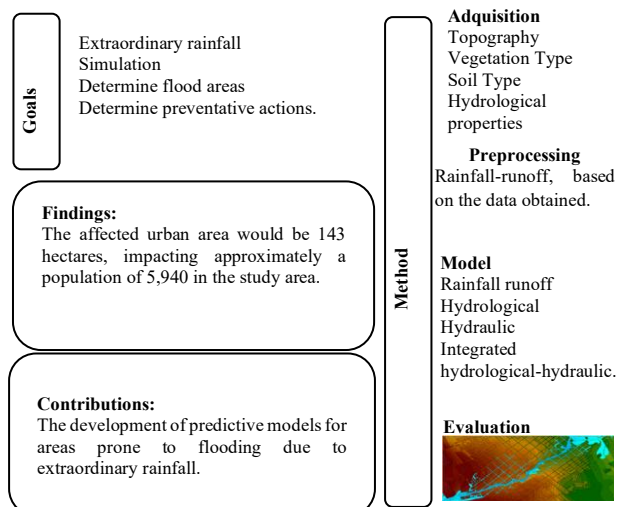 Goals
Extraordinary rainfall
Simulation
Determine flood areas
Determine preventative actions.
Findings:
The affected urban area would be 143
hectares, impacting approximately a
population of 5,940 in the study area.
Contributions:
The development of predictive models for
areas prone to flooding due to
extraordinary rainfall.
Method
Adquisition
Topography
Vegetation Type
Soil Type
Hydrological
properties
Preprocessing
Rainfall-runoff, based
on the data obtained.
Model
Rainfall runoff
Hydrological
Hydraulic
Integrated
hydrological-hydraulic.
Evaluation